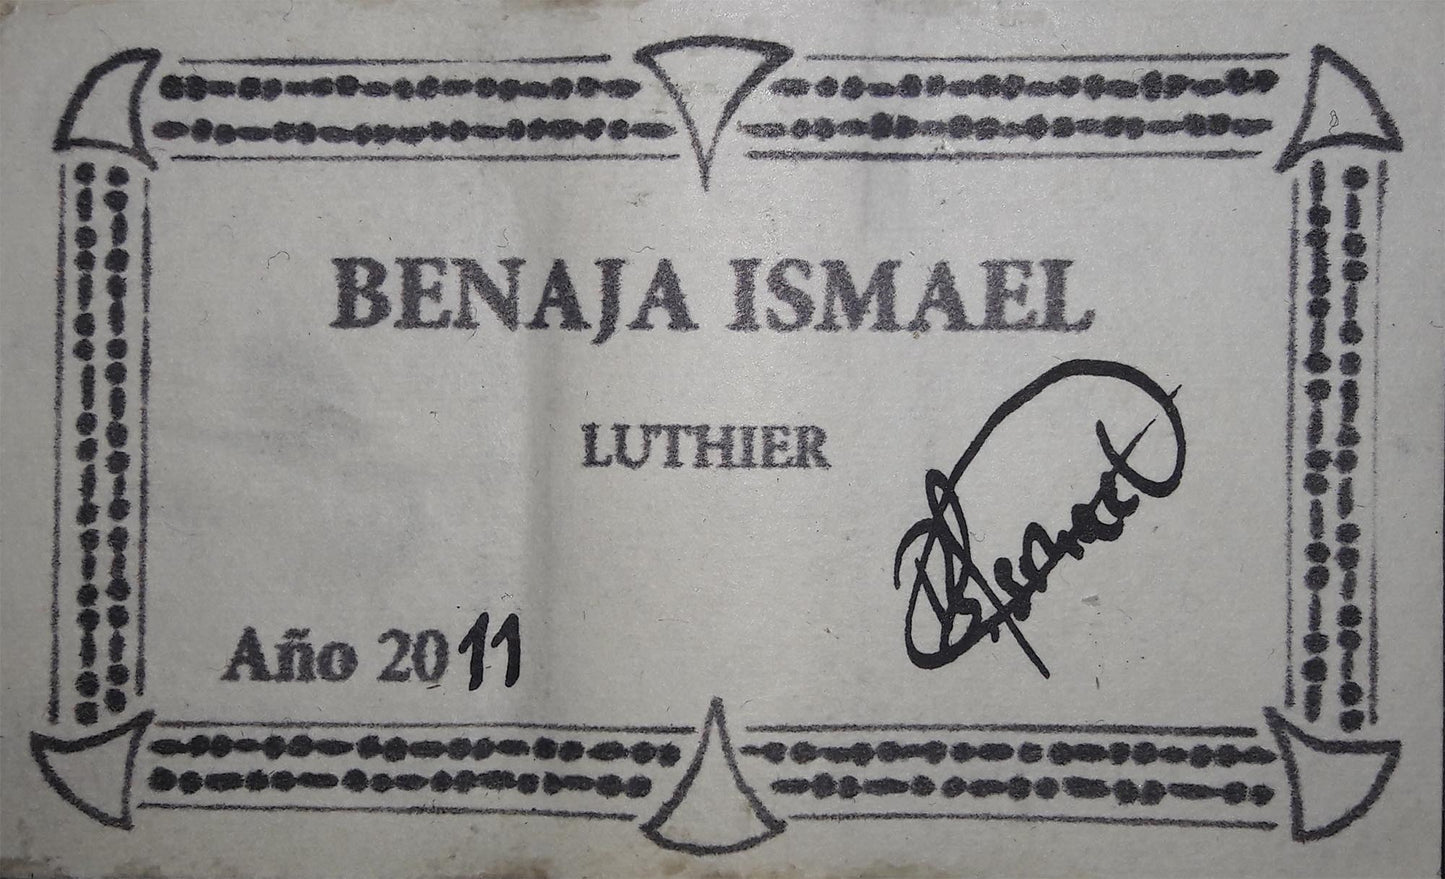 BENAJA ISMAEL
LUTHIER
Año 2011